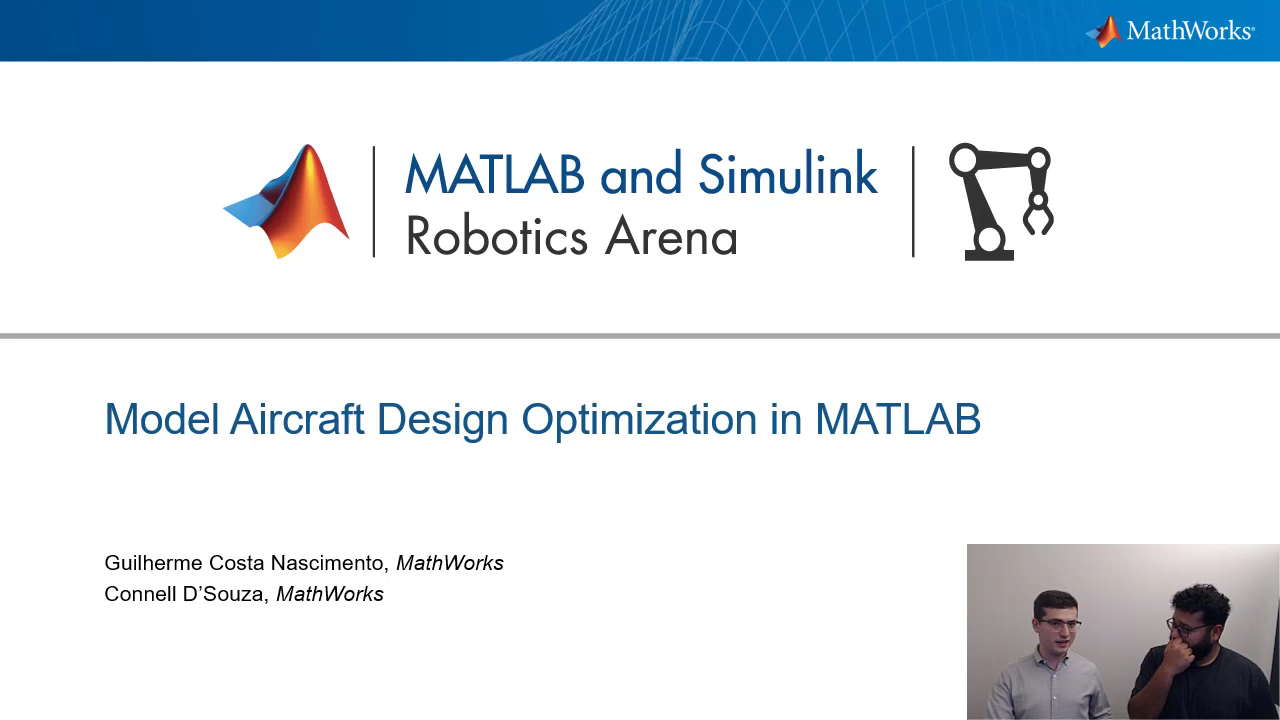 MathWorks®
MATLAB and Simulink
Robotics Arena
Model Aircraft Design Optimization in MATLAB
Guilherme Costa Nascimento, MathWorks
Connell D’Souza, MathWorks